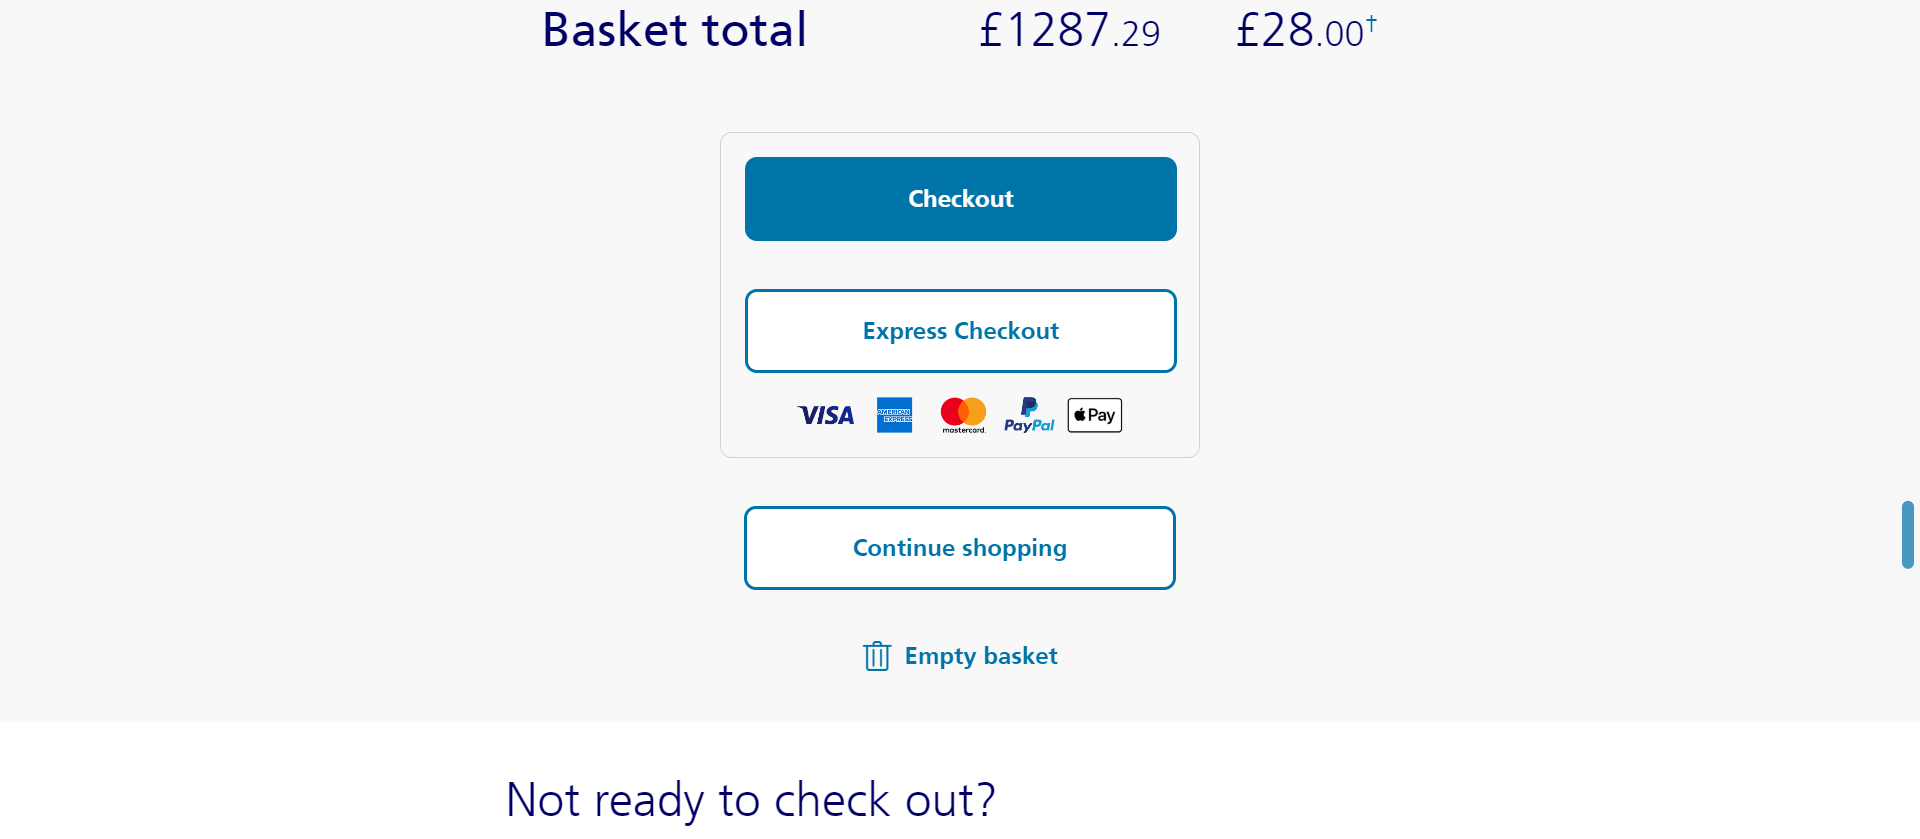 Basket total £1287.29 £28.00†
Checkout
Express Checkout
VISA AMERICAN EXPRESS mastercard. PayPal Pay
Continue shopping
Empty basket
Not ready to check out?